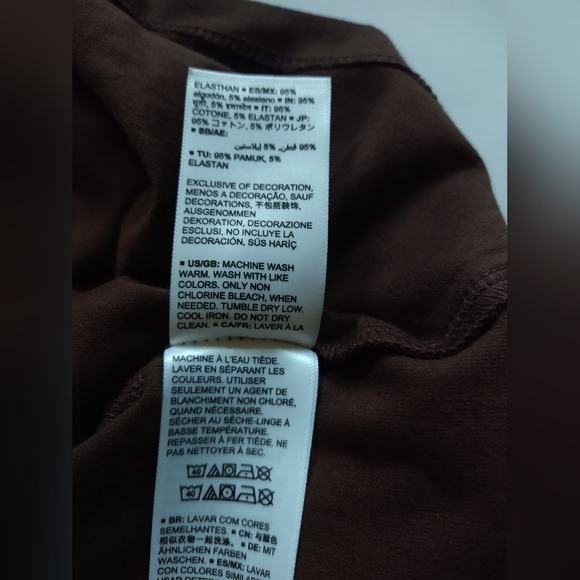 ELASTHAN ■ ES/MX: 95%
algodón, 5% elastano ■ IN: 95%
सूती, 5% इलास्टेन ■ IT: 95%
COTONE, 5% ELASTAN ■ JP:
95% コットン, 5% ポリウレタン
■ SB/AE:
95% قطن, 5% إيلاستين
■ TU: 95% PAMUK, 5%
ELASTAN
EXCLUSIVE OF DECORATION,
MENOS A DECORAÇÃO, SAUF
DECORATIONS, 不包括装饰,
AUSGENOMMEN
DEKORATION, DECORAZIONE
ESCLUSI, NO INCLUYE LA
DECORACIÓN, SÜS HARİÇ
■ US/GB: MACHINE WASH
WARM. WASH WITH LIKE
COLORS. ONLY NON
CHLORINE BLEACH, WHEN
NEEDED. TUMBLE DRY LOW.
COOL IRON. DO NOT DRY
CLEAN. ■ CA/FR: LAVER À LA
MACHINE À L'EAU TIÈDE.
LAVER EN SÉPARANT LES
COULEURS. UTILISER
SEULEMENT UN AGENT DE
BLANCHIMENT NON CHLORÉ,
QUAND NÉCESSAIRE.
SÉCHER AU SÈCHE-LINGE À
BASSE TEMPÉRATURE.
REPASSER À FER TIÈDE. NE
PAS NETTOYER À SEC.
40
40
■ BR: LAVAR COM CORES
SEMELHANTES. ■ CN: 与颜色
相似衣物一起洗涤. ■ DE: MIT
ÄHNLICHEN FARBEN
WASCHEN. ■ ES/MX: LAVAR
CON COLORES SIMILARES